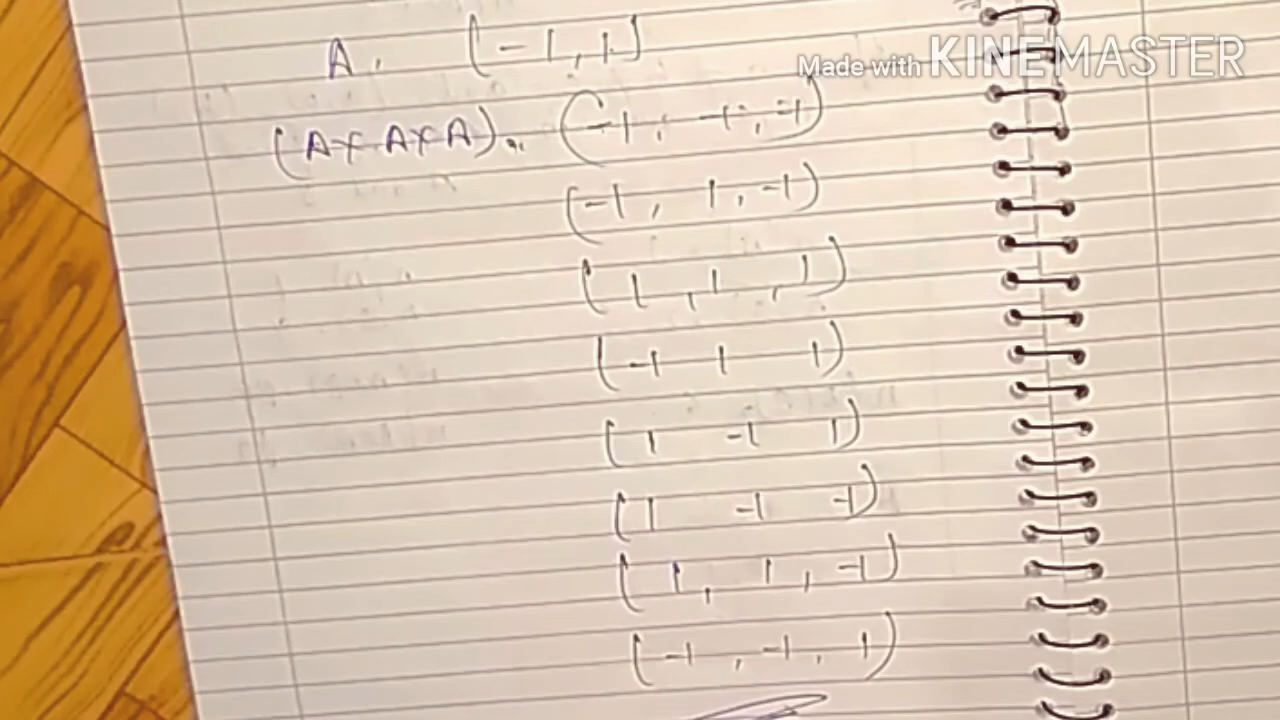 A. [-1, 1]
Made with KINEMASTER
(A×A×A). (-1, -1, -1)
(-1, 1, -1)
(1, 1, 1)
(-1 1 1)
(1 -1 1)
(1 -1 -1)
(1, 1, -1)
(-1, -1, 1)